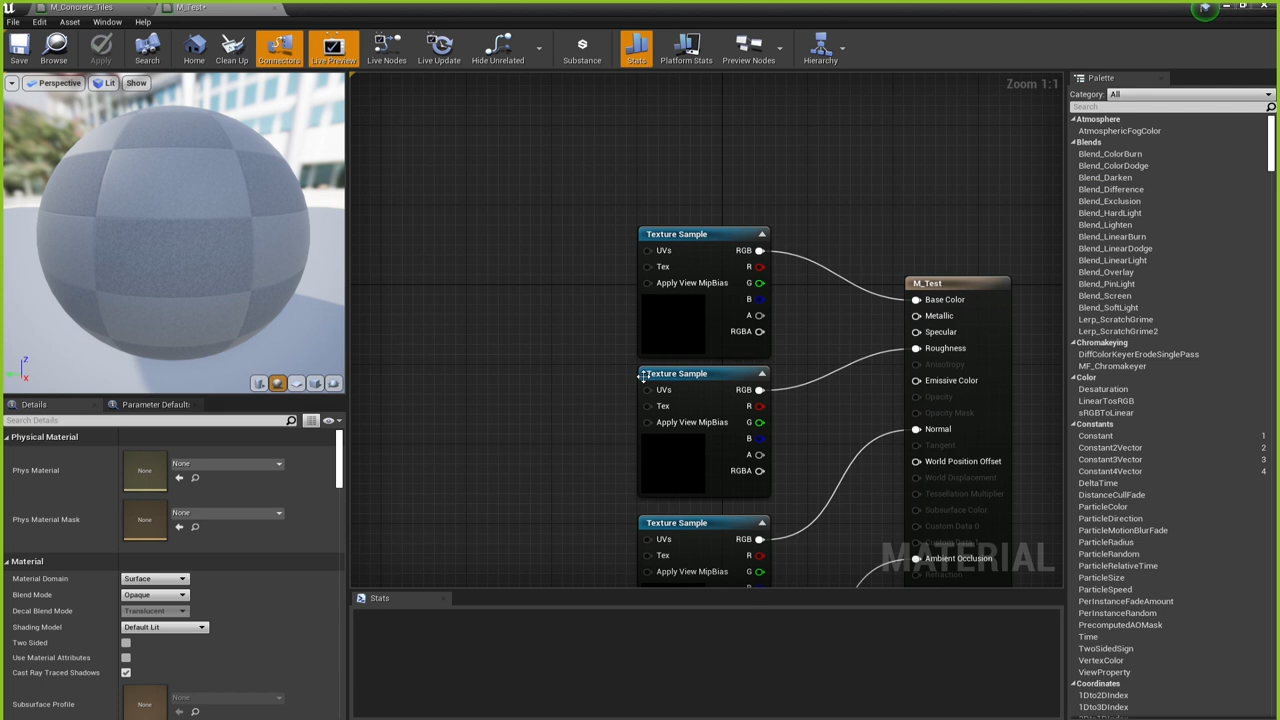 M_Concrete_Tiles
M_Test*
File Edit Asset Window Help
Save Browse Apply Search Home Clean Up Connectors Live Preview Live Nodes Live Update Hide Unrelated Substance Stats Platform Stats Preview Nodes Hierarchy
Perspective Lit Show
Z
X
Details
Parameter Default:
Search Details
Physical Material
Phys Material
None
None
Phys Material Mask
None
None
Material
Material Domain Surface
Blend Mode Opaque
Decal Blend Mode Translucent
Shading Model Default Lit
Two Sided
Use Material Attributes
Cast Ray Traced Shadows
Subsurface Profile
None
None
Zoom 1:1
Texture Sample
UVs RGB
Tex R
Apply View MipBias G
B
A
RGBA
Texture Sample
UVs RGB
Tex R
Apply View MipBias G
B
A
RGBA
Texture Sample
UVs RGB
Tex R
Apply View MipBias G
M_Test
Base Color
Metallic
Specular
Roughness
Anisotropy
Emissive Color
Opacity
Opacity Mask
Normal
Tangent
World Position Offset
World Displacement
Tessellation Multiplier
Subsurface Color
Custom Data 0
Custom Data 1
Ambient Occlusion
Refraction
MATERIAL
Stats
Palette
Category: All
Search
Atmosphere
AtmosphericFogColor
Blends
Blend_ColorBurn
Blend_ColorDodge
Blend_Darken
Blend_Difference
Blend_Exclusion
Blend_HardLight
Blend_Lighten
Blend_LinearBurn
Blend_LinearDodge
Blend_LinearLight
Blend_Overlay
Blend_PinLight
Blend_Screen
Blend_SoftLight
Lerp_ScratchGrime
Lerp_ScratchGrime2
Chromakeying
DiffColorKeyerErodeSinglePass
MF_Chromakeyer
Color
Desaturation
LinearTosRGB
sRGBToLinear
Constants
Constant 1
Constant2Vector 2
Constant3Vector 3
Constant4Vector 4
DeltaTime
DistanceCullFade
ParticleColor
ParticleDirection
ParticleMotionBlurFade
ParticleRadius
ParticleRandom
ParticleRelativeTime
ParticleSize
ParticleSpeed
PerInstanceFadeAmount
PerInstanceRandom
PrecomputedAOMask
Time
TwoSidedSign
VertexColor
ViewProperty
Coordinates
1Dto2DIndex
1Dto3DIndex